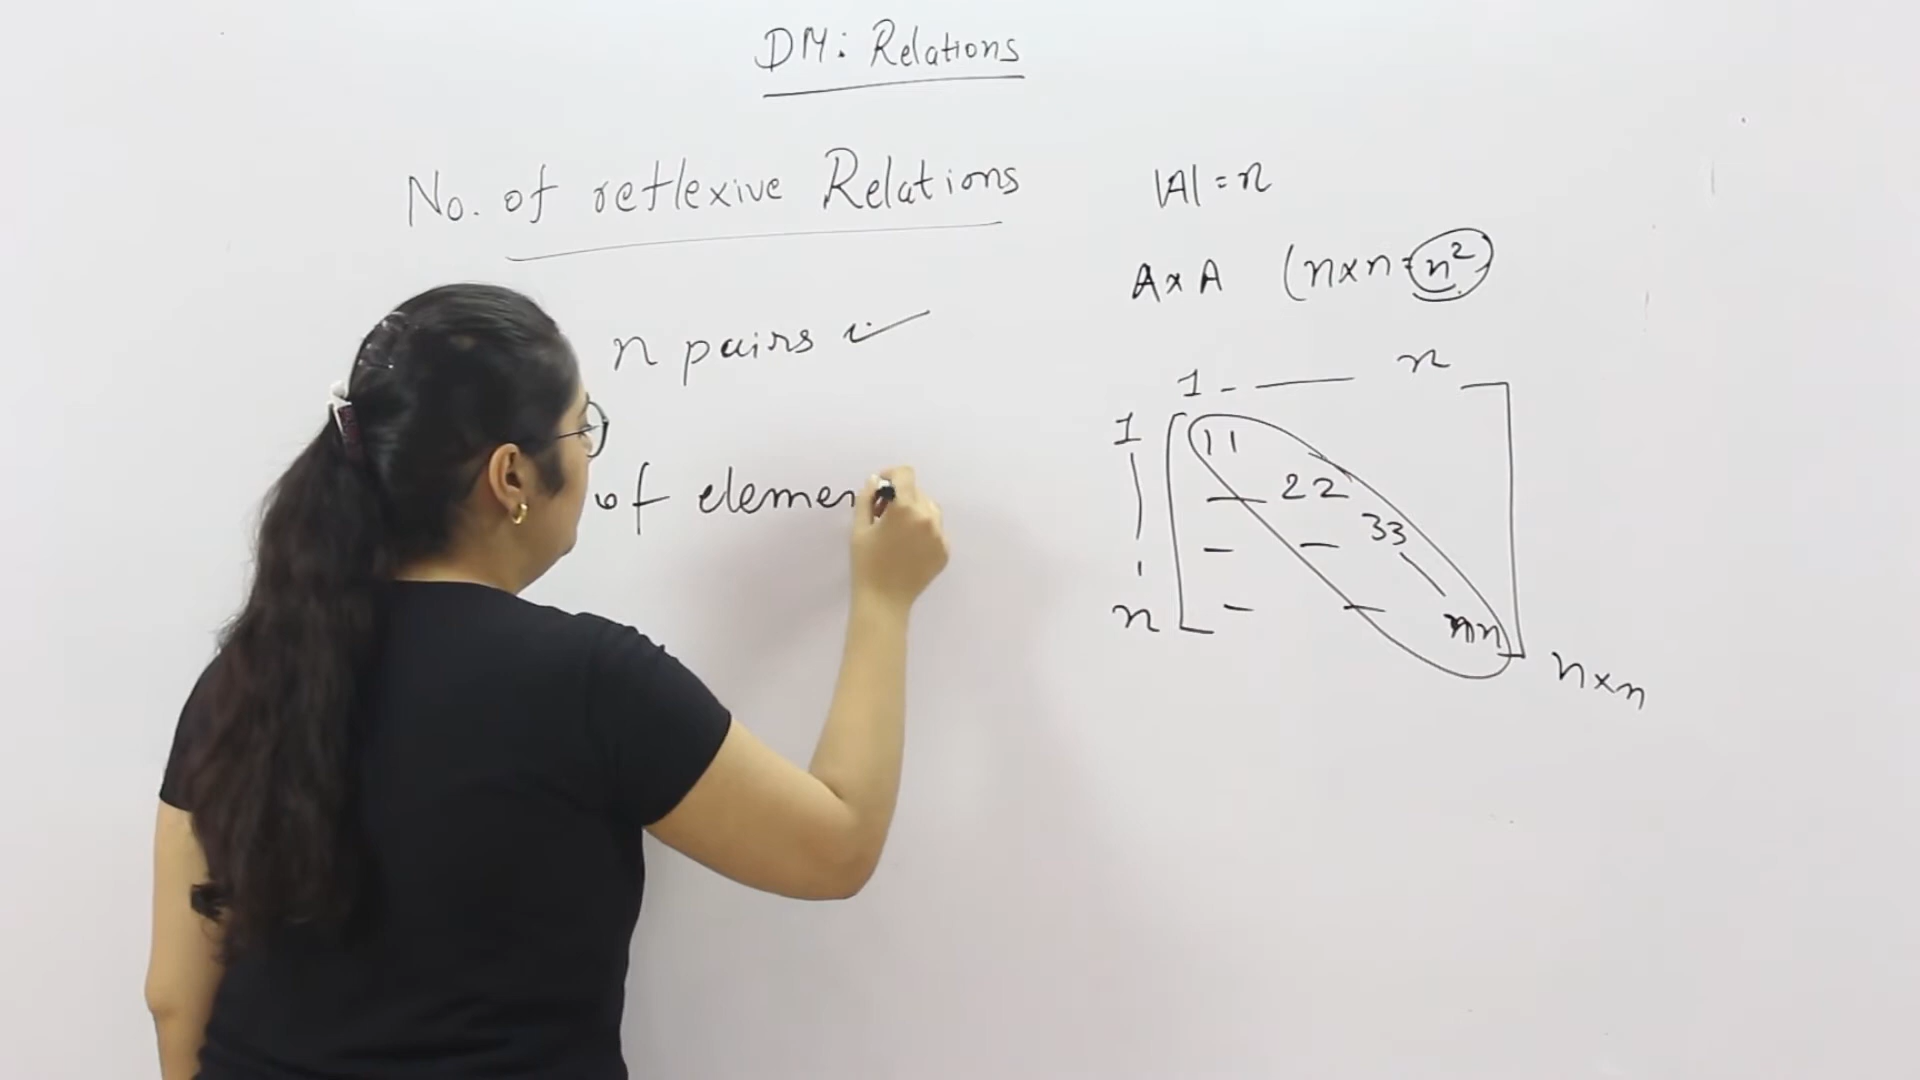 DM: Relations
No. of reflexive Relations
|A| = n
A x A (n x n = n²)
n pairs
of elemen
1 - — n
1
11
— 22
33
— —
n
— — nn
n x n